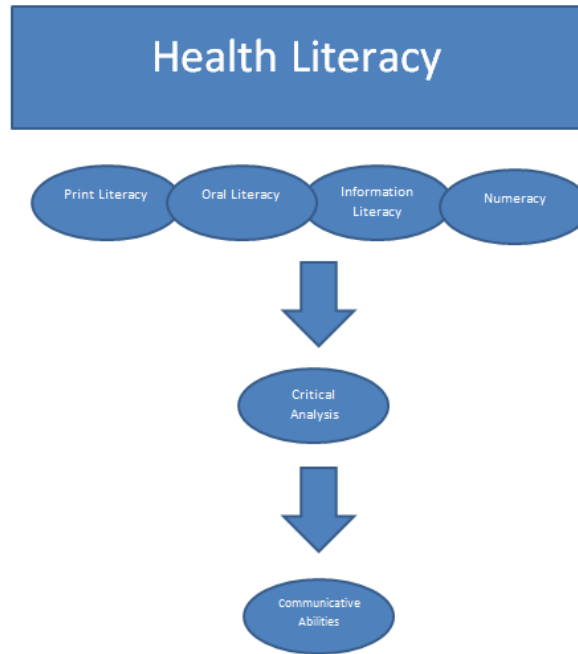 Health Literacy
Print Literacy
Oral Literacy
Information
Literacy
Numeracy
Critical
Analysis
Communicative
Abilities